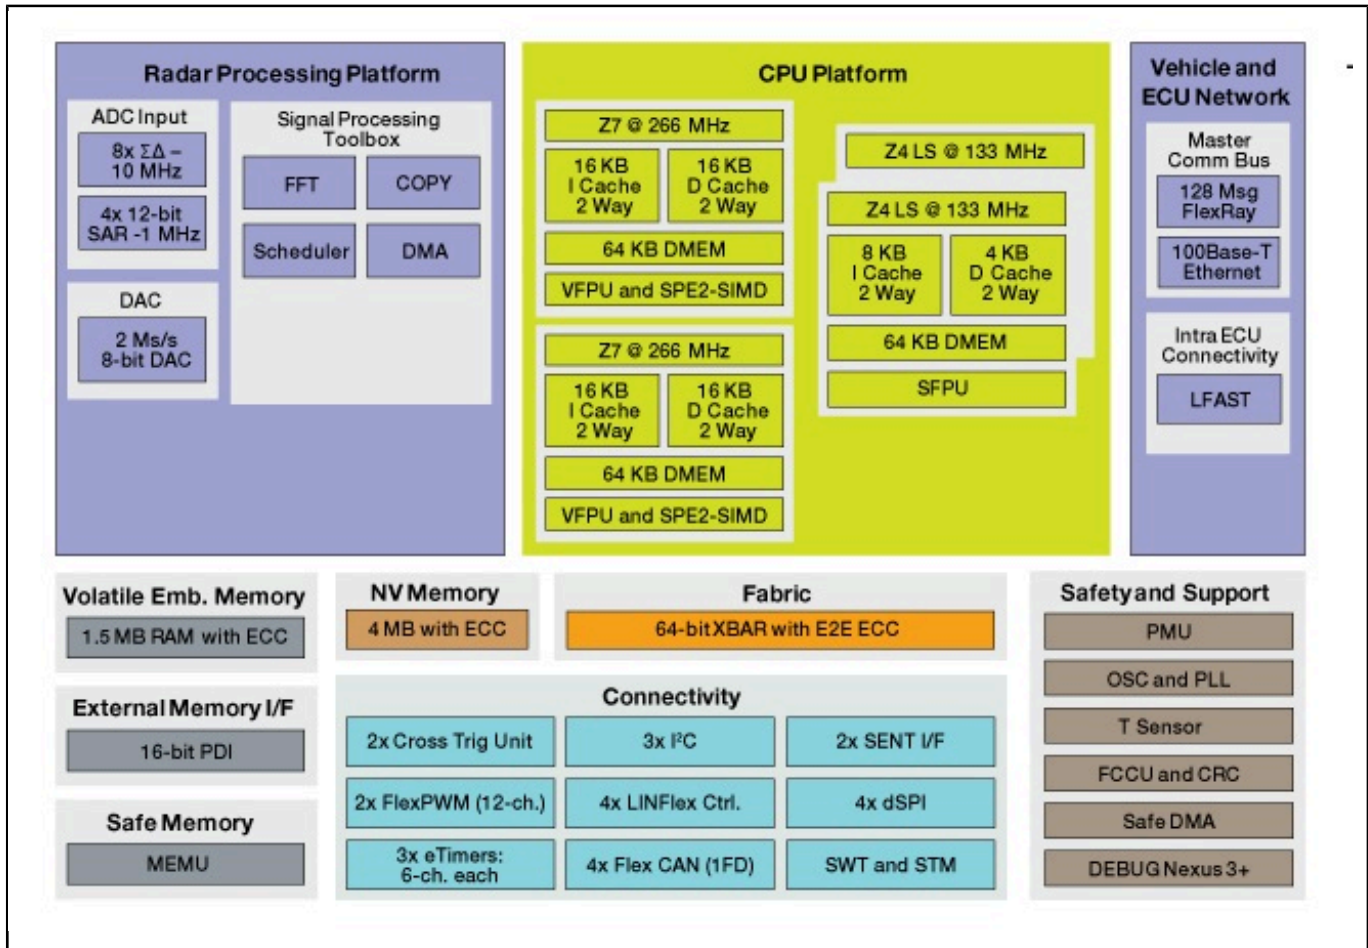 Radar Processing Platform
ADC Input
8x ΣΔ –
10 MHz
4x 12-bit
SAR -1 MHz
DAC
2 Ms/s
8-bit DAC
Signal Processing
Toolbox
FFT
COPY
Scheduler
DMA
CPU Platform
Z7 @ 266 MHz
16 KB
I Cache
2 Way
16 KB
D Cache
2 Way
64 KB DMEM
VFPU and SPE2-SIMD
Z7 @ 266 MHz
16 KB
I Cache
2 Way
16 KB
D Cache
2 Way
64 KB DMEM
VFPU and SPE2-SIMD
Z4 LS @ 133 MHz
Z4 LS @ 133 MHz
8 KB
I Cache
2 Way
4 KB
D Cache
2 Way
64 KB DMEM
SFPU
Vehicle and
ECU Network
Master
Comm Bus
128 Msg
FlexRay
100Base-T
Ethernet
Intra ECU
Connectivity
LFAST
Volatile Emb. Memory
1.5 MB RAM with ECC
External Memory I/F
16-bit PDI
Safe Memory
MEMU
NV Memory
4 MB with ECC
Fabric
64-bit XBAR with E2E ECC
Connectivity
2x Cross Trig Unit
3x I²C
2x SENT I/F
2x FlexPWM (12-ch.)
4x LINFlex Ctrl.
4x dSPI
3x eTimers:
6-ch. each
4x Flex CAN (1FD)
SWT and STM
Safety and Support
PMU
OSC and PLL
T Sensor
FCCU and CRC
Safe DMA
DEBUG Nexus 3+